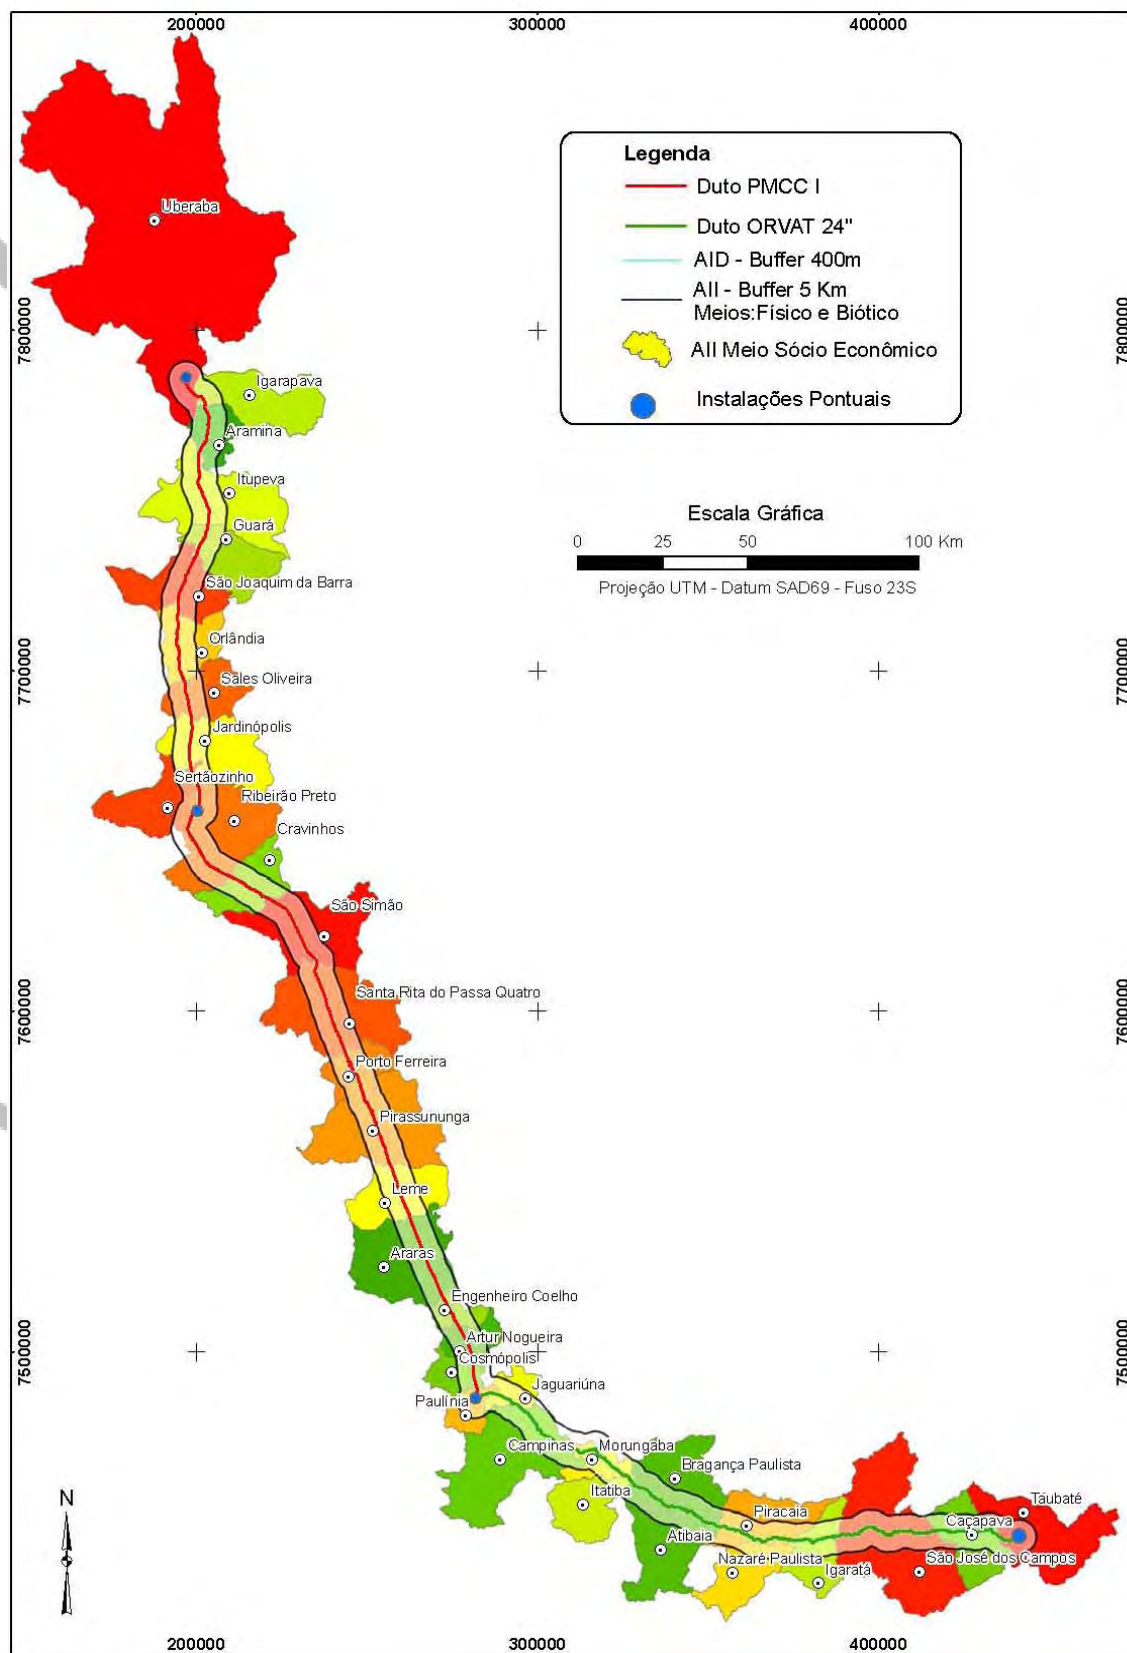 200000
300000
400000
Legenda
Duto PMCC I
Duto ORVAT 24"
AID - Buffer 400m
AII - Buffer 5 Km
Meios:Físico e Biótico
AII Meio Sócio Econômico
Instalações Pontuais
Uberaba
7800000
7800000
Igarapava
Aramina
Itupeva
Guará
Escala Gráfica
0
25
50
100 Km
Projeção UTM - Datum SAD69 - Fuso 23S
São Joaquim da Barra
Orlândia
7700000
7700000
Sales Oliveira
Jardinópolis
Sertãozinho
Ribeirão Preto
Cravinhos
São Simão
Santa Rita do Passa Quatro
7600000
7600000
Porto Ferreira
Pirassununga
Leme
Araras
Engenheiro Coelho
Artur Nogueira
7500000
7500000
Cosmópolis
Jaguariúna
Paulínia
Campinas
Morungaba
Bragança Paulista
Itatiba
N
Piracaia
Taubaté
Caçapava
Atibaia
Nazaré Paulista
São José dos Campos
Igaratá
200000
300000
400000